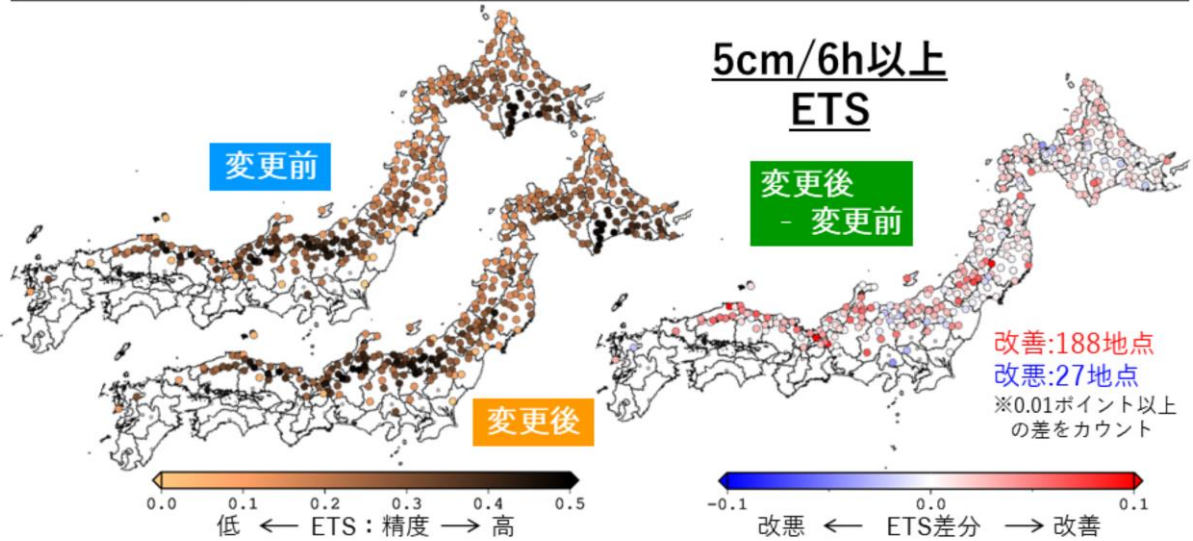 5cm/6h以上
ETS
変更前
変更後
- 変更前
改善:188地点
改悪:27地点
※0.01ポイント以上
の差をカウント
変更後
0.0 0.1 0.2 0.3 0.4 0.5
低 ← ETS：精度 → 高
−0.1 0.0 0.1
改悪 ← ETS差分 → 改善